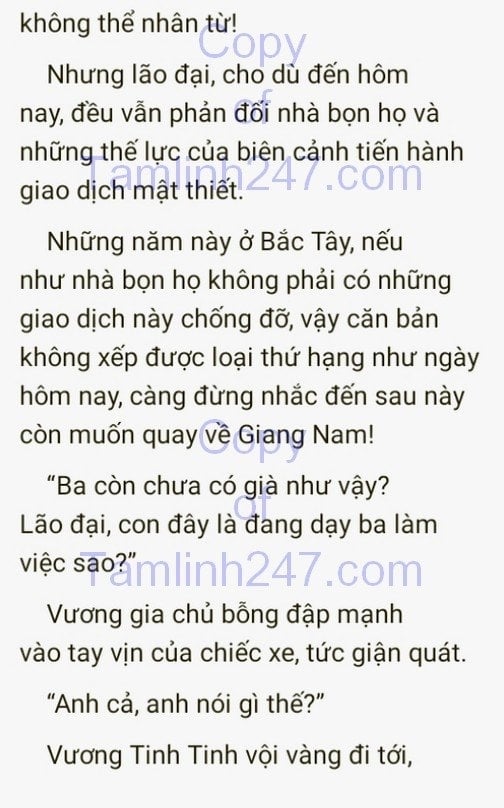 không thể nhân từ!
Copy
Nhưng lão đại, cho dù đến hôm
nay, đều vẫn phản đối nhà bọn họ và
of
những thế lực của biên cảnh tiến hành
Tamlinh247.com
giao dịch mật thiết.
Những năm này ở Bắc Tây, nếu
như nhà bọn họ không phải có những
giao dịch này chống đỡ, vậy căn bản
không xếp được loại thứ hạng như ngày
hôm nay, càng đừng nhắc đến sau này
còn muốn quay về Giang Nam!
Copy
“Ba còn chưa có già như vậy?
of
Lão đại, con đây là đang dạy ba làm
việc sao?”
Tamlinh247.com
Vương gia chủ bỗng đập mạnh
vào tay vịn của chiếc xe, tức giận quát.
“Anh cả, anh nói gì thế?”
Vương Tinh Tinh vội vàng đi tới,